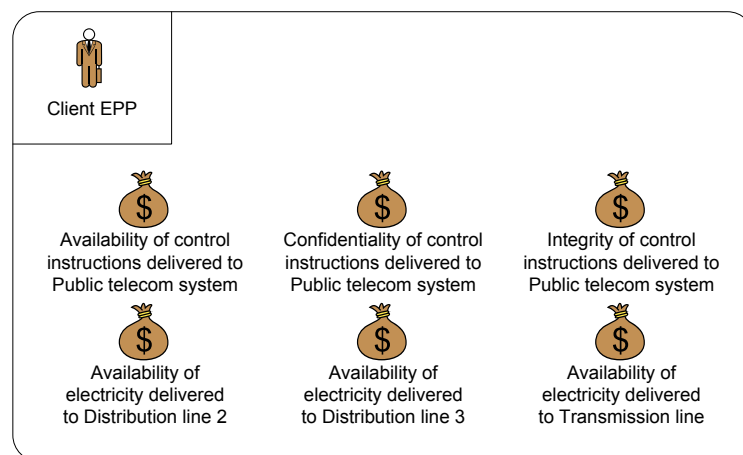 Client EPP
$
Availability of control
instructions delivered to
Public telecom system
$
Confidentiality of control
instructions delivered to
Public telecom system
$
Integrity of control
instructions delivered to
Public telecom system
$
Availability of
electricity delivered
to Distribution line 2
$
Availability of
electricity delivered
to Distribution line 3
$
Availability of
electricity delivered
to Transmission line